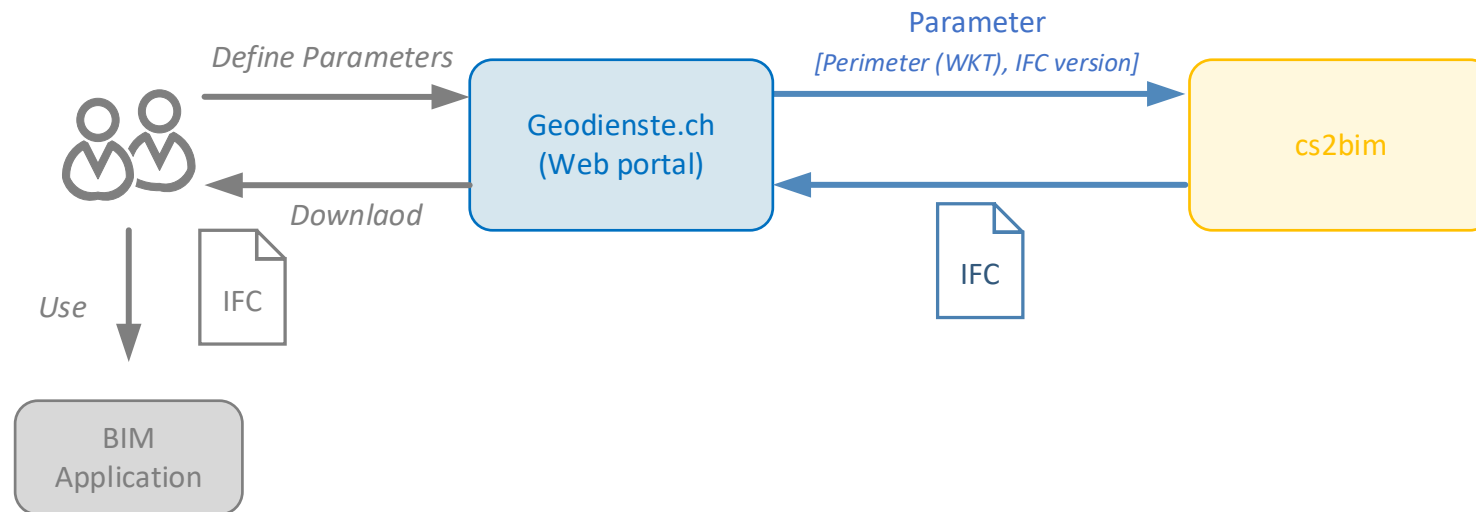 Define Parameters
Parameter
[Perimeter (WKT), IFC version]
Geodienste.ch
(Web portal)
cs2bim
Downlaod
IFC
IFC
Use
BIM
Application